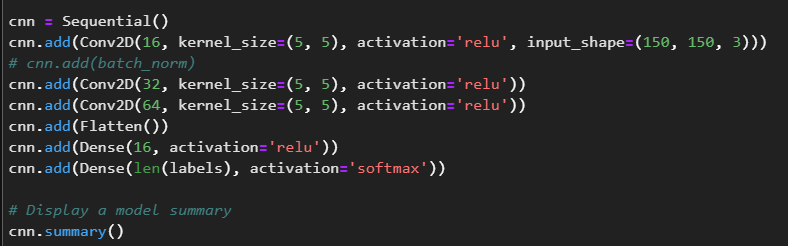 cnn = Sequential()
cnn.add(Conv2D(16, kernel_size=(5, 5), activation='relu', input_shape=(150, 150, 3)))
# cnn.add(batch_norm)
cnn.add(Conv2D(32, kernel_size=(5, 5), activation='relu'))
cnn.add(Conv2D(64, kernel_size=(5, 5), activation='relu'))
cnn.add(Flatten())
cnn.add(Dense(16, activation='relu'))
cnn.add(Dense(len(labels), activation='softmax'))
# Display a model summary
cnn.summary()